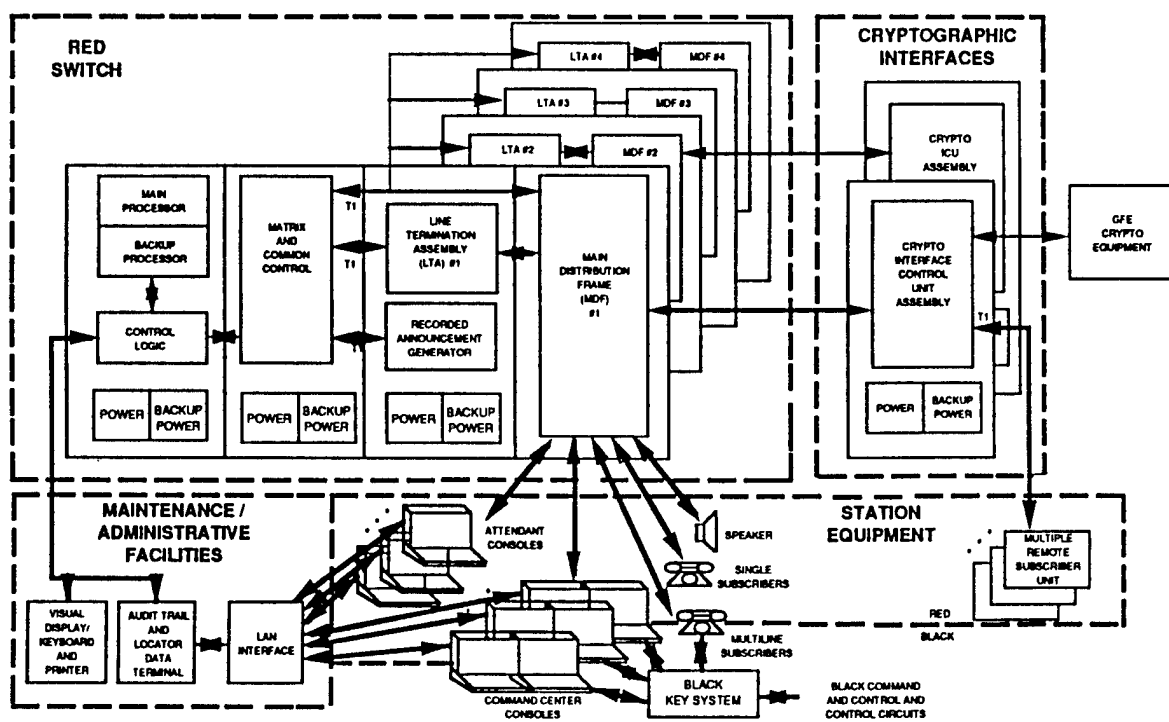 RED
SWITCH
CRYPTOGRAPHIC
INTERFACES
LTA #4
MDF #4
LTA #3
MDF #3
LTA #2
MDF #2
CRYPTO
ICU
ASSEMBLY
MAIN
PROCESSOR
BACKUP
PROCESSOR
CONTROL
LOGIC
MATRIX
AND
COMMON
CONTROL
T1
T1
LINE
TERMINATION
ASSEMBLY
(LTA) #1
RECORDED
ANNOUNCEMENT
GENERATOR
MAIN
DISTRIBUTION
FRAME
(MDF)
#1
CRYPTO
INTERFACE
CONTROL
UNIT
ASSEMBLY
T1
GFE
CRYPTO
EQUIPMENT
POWER
BACKUP
POWER
POWER
BACKUP
POWER
POWER
BACKUP
POWER
POWER
BACKUP
POWER
MAINTENANCE /
ADMINISTRATIVE
FACILITIES
ATTENDANT
CONSOLES
SPEAKER
SINGLE
SUBSCRIBERS
MULTILINE
SUBSCRIBERS
STATION
EQUIPMENT
MULTIPLE
REMOTE
SUBSCRIBER
UNIT
RED
BLACK
VISUAL
DISPLAY/
KEYBOARD
AND
PRINTER
AUDIT TRAIL
AND
LOCATOR
DATA
TERMINAL
LAN
INTERFACE
COMMAND CENTER
CONSOLES
BLACK
KEY SYSTEM
BLACK COMMAND
AND CONTROL AND
CONTROL CIRCUITS